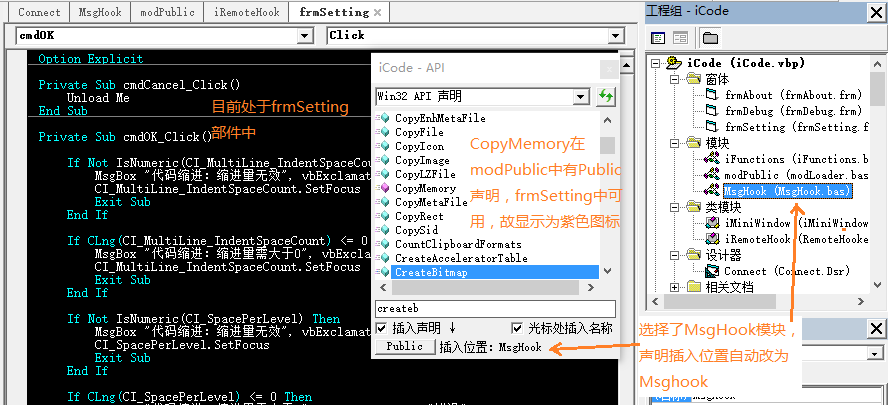 Connect
MsgHook
modPublic
iRemoteHook
frmSetting
cmdOK
Click
Option Explicit
Private Sub cmdCancel_Click()
Unload Me
End Sub
目前处于frmSetting
部件中
Private Sub cmdOK_Click()
If Not IsNumeric(CI_MultiLine_IndentSpaceCoun
MsgBox "代码缩进：缩进量无效", vbExclamat
CI_MultiLine_IndentSpaceCount.SetFocus
Exit Sub
End If
If CLng(CI_MultiLine_IndentSpaceCount) <= 0
MsgBox "代码缩进：缩进量需大于0", vbExcla
CI_MultiLine_IndentSpaceCount.SetFocus
Exit Sub
End If
If Not IsNumeric(CI_SpacePerLevel) Then
MsgBox "代码缩进：缩进量无效", vbExclamat
CI_SpacePerLevel.SetFocus
Exit Sub
End If
If CLng(CI_SpacePerLevel) <= 0 Then
iCode - API
Win32 API 声明
CopyEnhMetaFile
CopyFile
CopyIcon
CopyImage
CopyLZFile
CopyMemory
CopyMetaFile
CopyRect
CopySid
CountClipboardFormats
CreateAcceleratorTable
CreateBitmap
CopyMemory在
modPublic中有Public
声明，frmSetting中可
用，故显示为紫色图标
createb
插入声明 ↓
光标处插入名称
Public
插入位置：MsgHook
工程组 - iCode
iCode (iCode.vbp)
窗体
frmAbout (frmAbout.frm)
frmDebug (frmDebug.frm)
frmSetting (frmSetting.f
模块
iFunctions (iFunctions.b
modPublic (modLoader.bas
MsgHook (MsgHook.bas)
类模块
iMiniWindow (iMiniWindow
iRemoteHook (RemoteHooke
设计器
Connect (Connect.Dsr)
相关文档
选择了MsgHook模块，
声明插入位置自动改为
Msghook